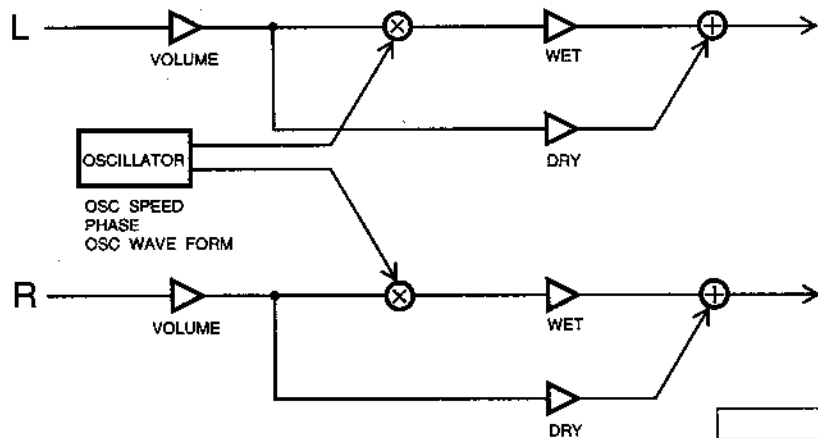 L
VOLUME
WET
DRY
OSCILLATOR
OSC SPEED
PHASE
OSC WAVE FORM
R
VOLUME
WET
DRY